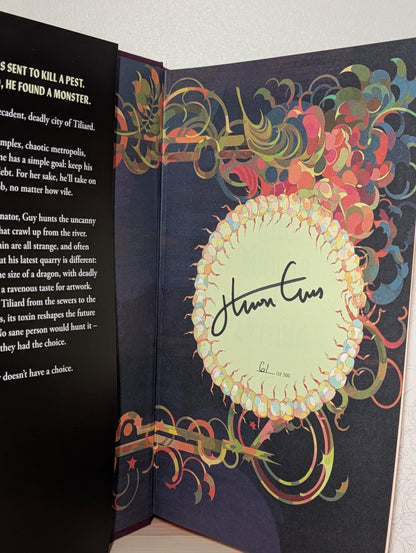 S SENT TO KILL A PEST.
, HE FOUND A MONSTER.
ecadent, deadly city of Tiliard.
mplex, chaotic metropolis,
he has a simple goal: keep his
debt. For her sake, he'll take on
ob, no matter how vile.
nator, Guy hunts the uncanny
hat crawl up from the river.
ain are all strange, and often
at his latest quarry is different:
he size of a dragon, with deadly
a ravenous taste for artwork.
Tiliard from the sewers to the
s, its toxin reshapes the future
No sane person would hunt it –
they had the choice.
y doesn't have a choice.
OF 500